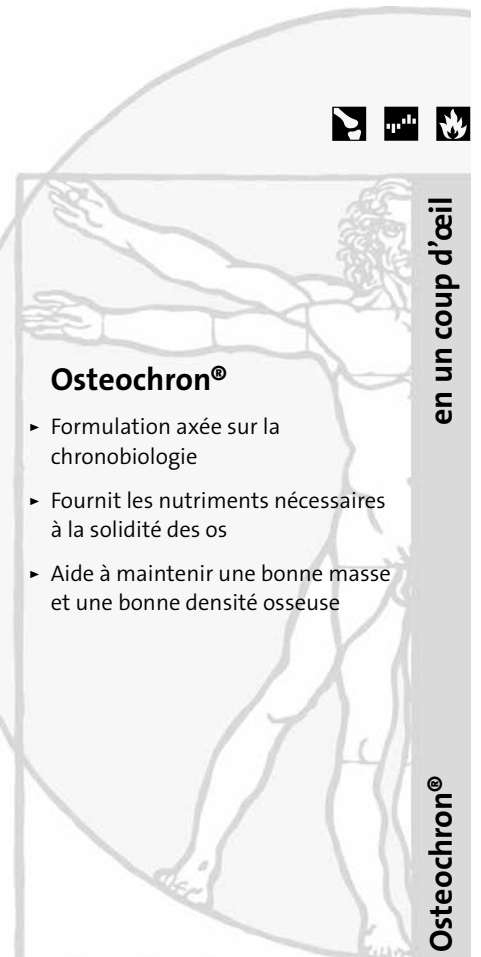 Osteochron®
► Formulation axée sur la
chronobiologie
► Fournit les nutriments nécessaires
à la solidité des os
► Aide à maintenir une bonne masse
et une bonne densité osseuse
en un coup d’œil
Osteochron®